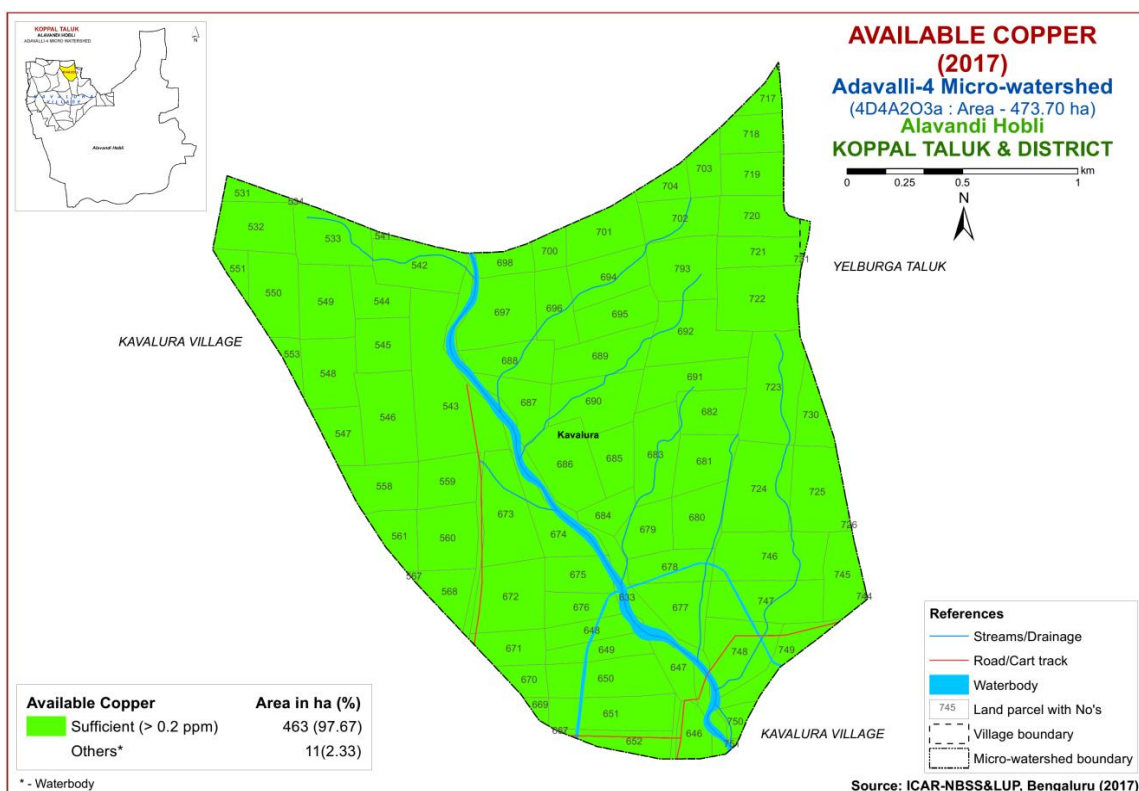 KOPPAL TALUK
ALAVANDI HOBLI
ADAVALLI-4 MICRO WATERSHED
N
KAVALURA
VILLAGE
Alavandi Hobli
AVAILABLE COPPER
(2017)
Adavalli-4 Micro-watershed
(4D4A2O3a : Area - 473.70 ha)
Alavandi Hobli
KOPPAL TALUK & DISTRICT
km
0 0.25 0.5 1
N
YELBURGA TALUK
KAVALURA VILLAGE
717
718
703
719
704
531
534
702
720
532
701
533
541
700
721
731
542
698
551
793
694
550
722
549
544
697
696
695
692
545
553
689
688
548
691
723
687
690
543
682
546
730
547
Kavalura
683
685
686
681
559
558
724
725
673
684
680
679
726
674
561
560
746
678
675
567
745
568
672
633
744
676
677
747
648
671
649
748
749
647
670
650
669
651
750
667
652
646
751
KAVALURA VILLAGE
Available Copper Area in ha (%)
Sufficient (> 0.2 ppm) 463 (97.67)
Others* 11(2.33)
* - Waterbody
References
Streams/Drainage
Road/Cart track
Waterbody
745 Land parcel with No's
Village boundary
Micro-watershed boundary
Source: ICAR-NBSS&LUP, Bengaluru (2017)